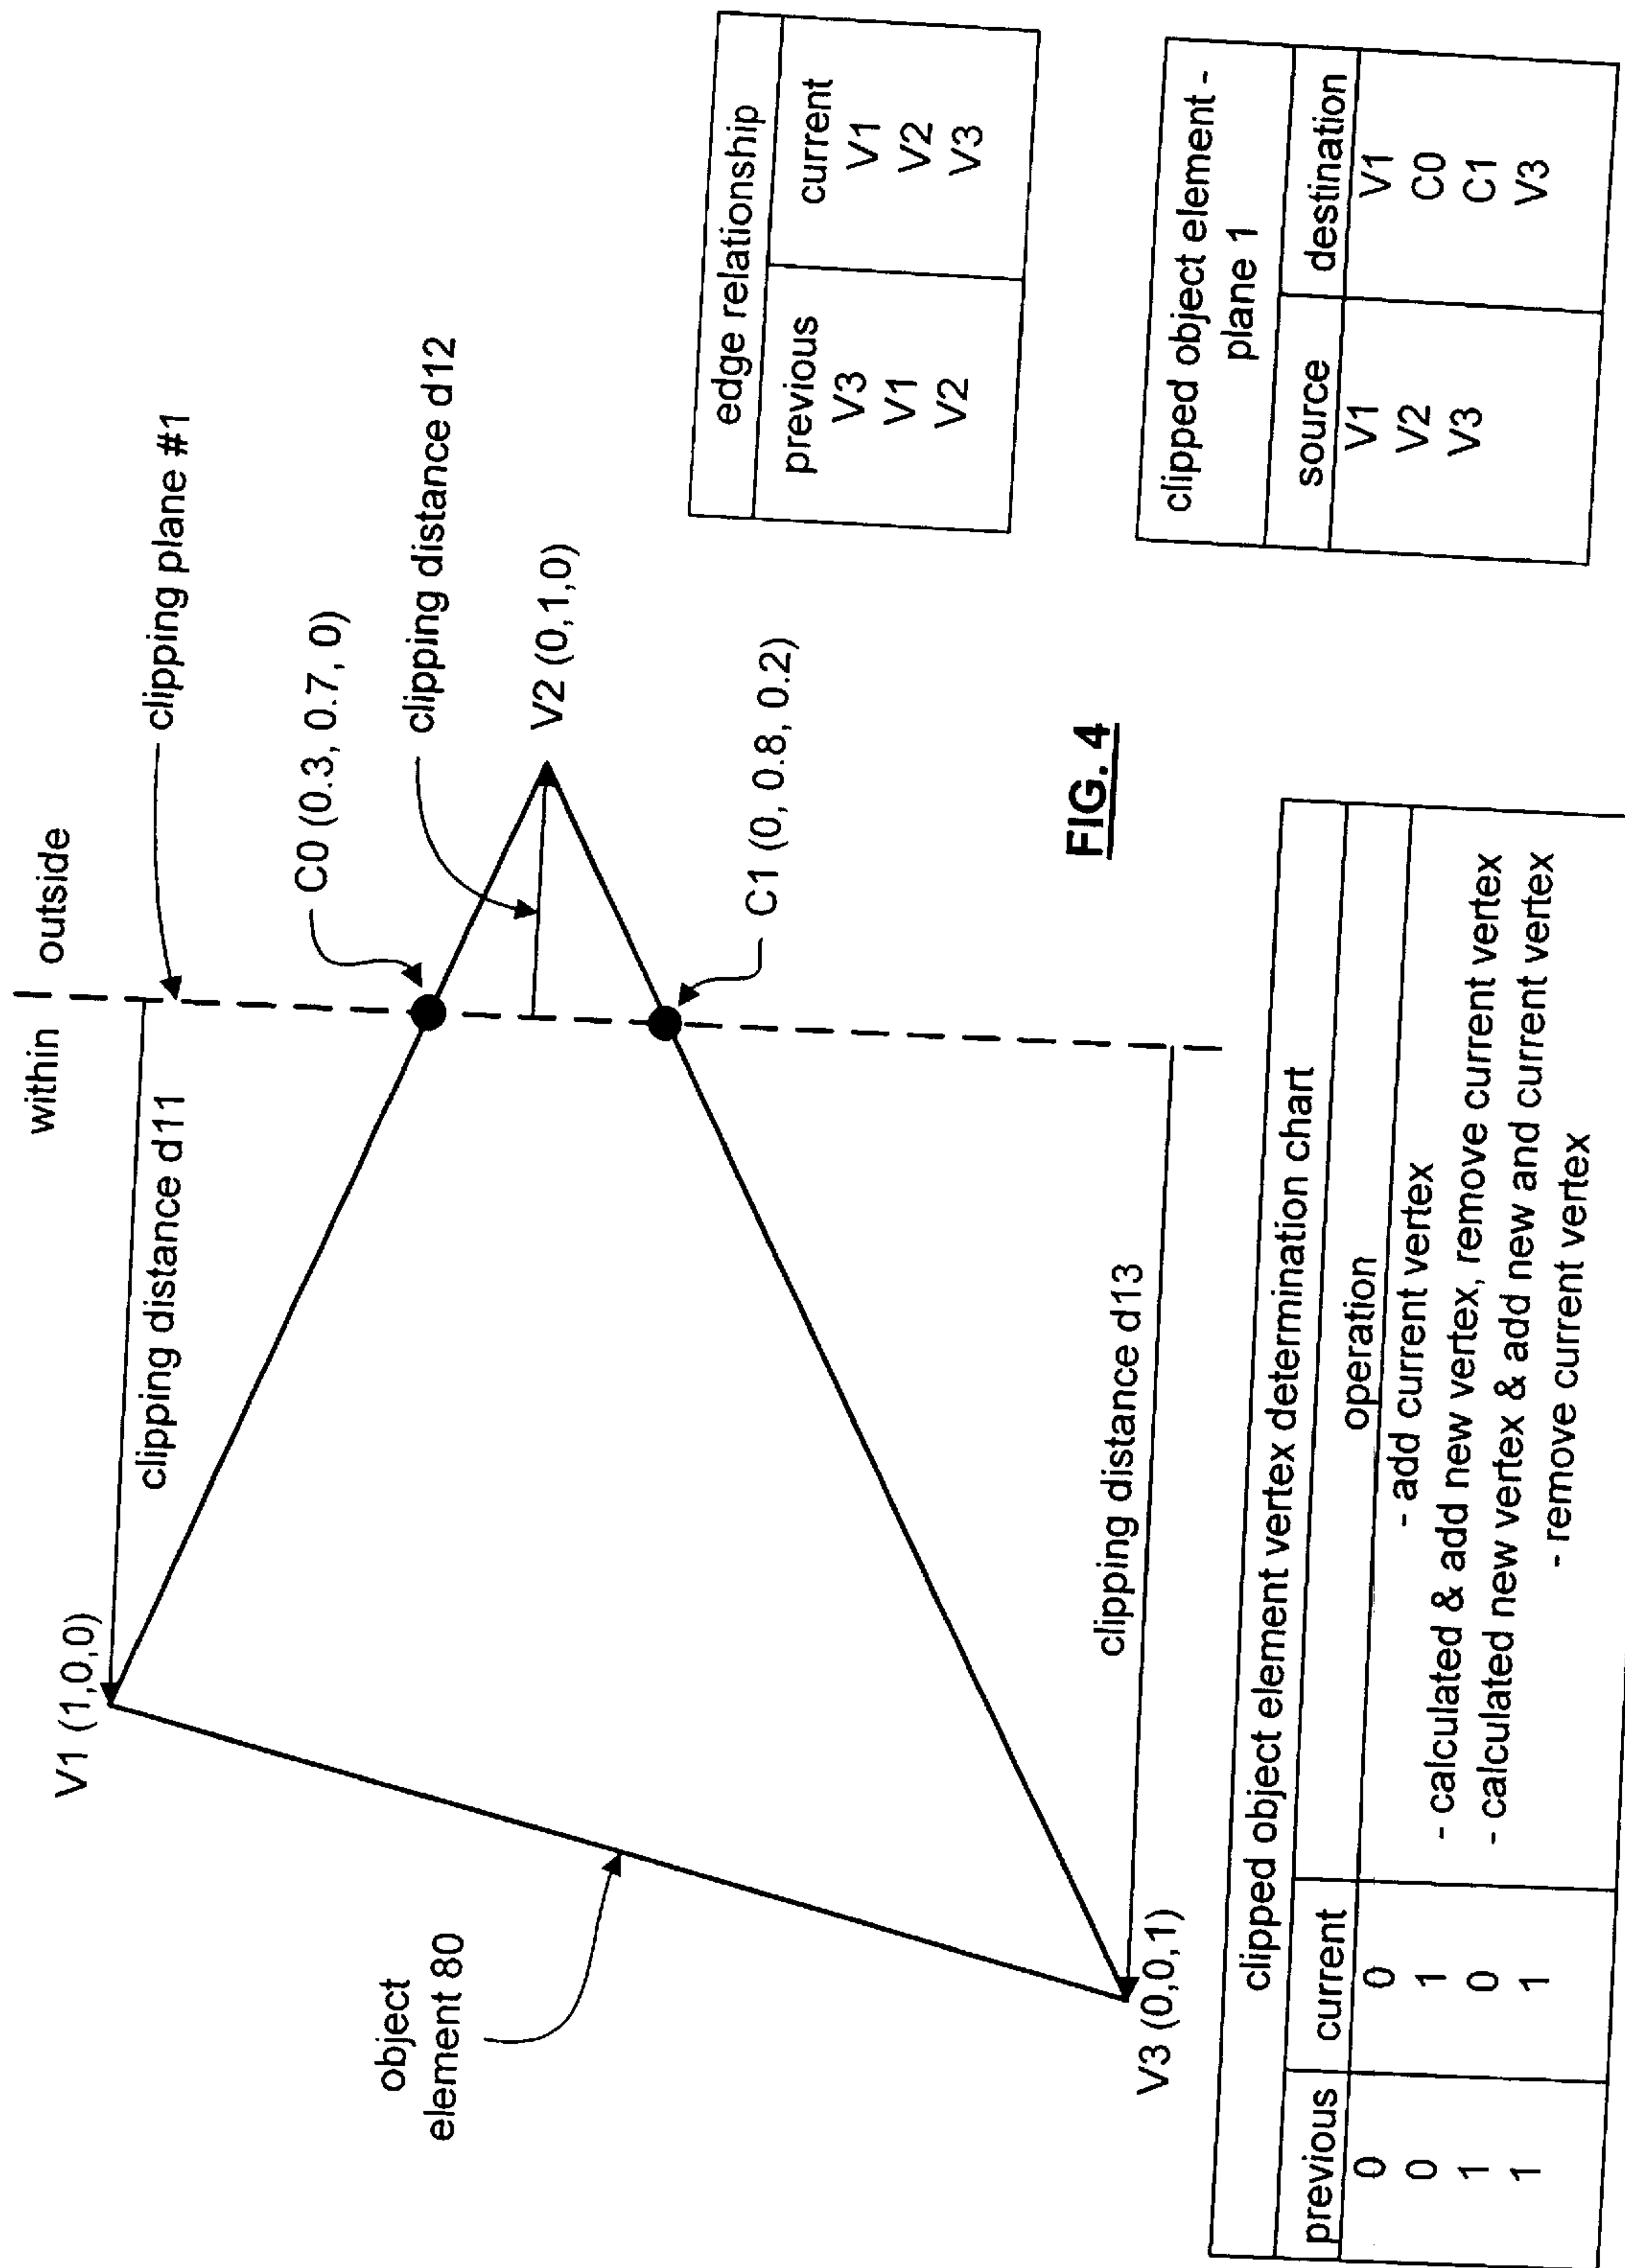 within
outside
clipping plane #1
clipping distance d11
V1 (1,0,0)
C0 (0.3, 0.7, 0)
clipping distance d12
V2 (0,1,0)
C1 (0, 0.8, 0.2)
object
element 80
clipping distance d13
V3 (0,0,1)
FIG. 4
edge relationship
previous current
V3 V1
V1 V2
V2 V3
clipped object element -
plane 1
source destination
V1 V1
V2 C0
V3 C1
V3
clipped object element vertex determination chart
previous current operation
0 0 - add current vertex
0 1 - calculated & add new vertex, remove current vertex
1 0 - calculated new vertex & add new and current vertex
1 1 - remove current vertex